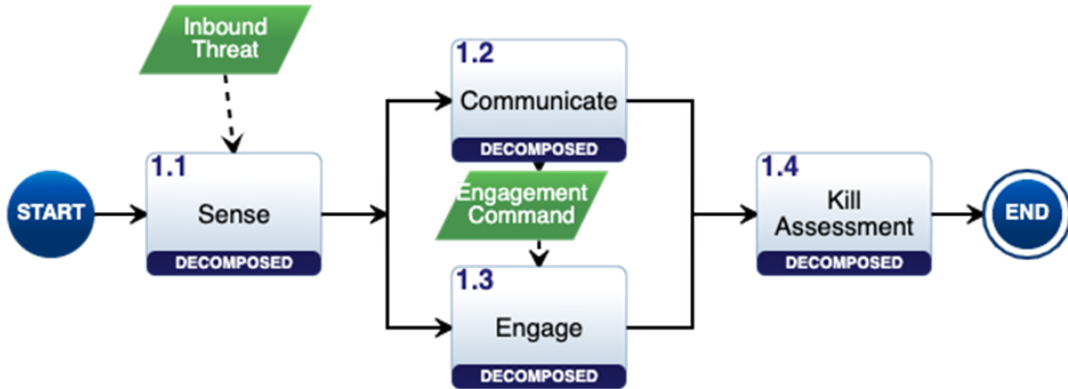 Inbound
Threat
START
1.1
Sense
DECOMPOSED
1.2
Communicate
DECOMPOSED
Engagement
Command
1.3
Engage
DECOMPOSED
1.4
Kill
Assessment
DECOMPOSED
END